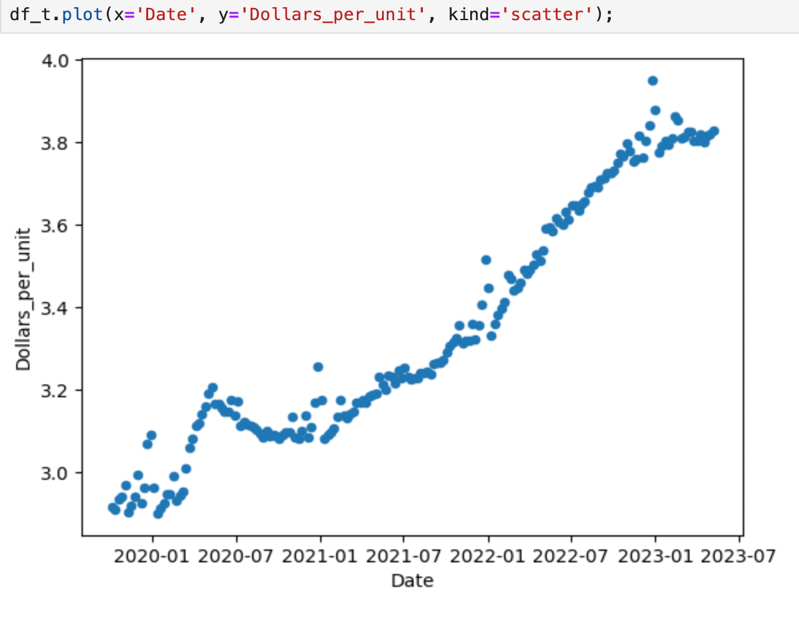 df_t.plot(x='Date', y='Dollars_per_unit', kind='scatter');
4.0
3.8
3.6
3.4
3.2
3.0
Dollars_per_unit
2020-01 2020-07 2021-01 2021-07 2022-01 2022-07 2023-01 2023-07
Date